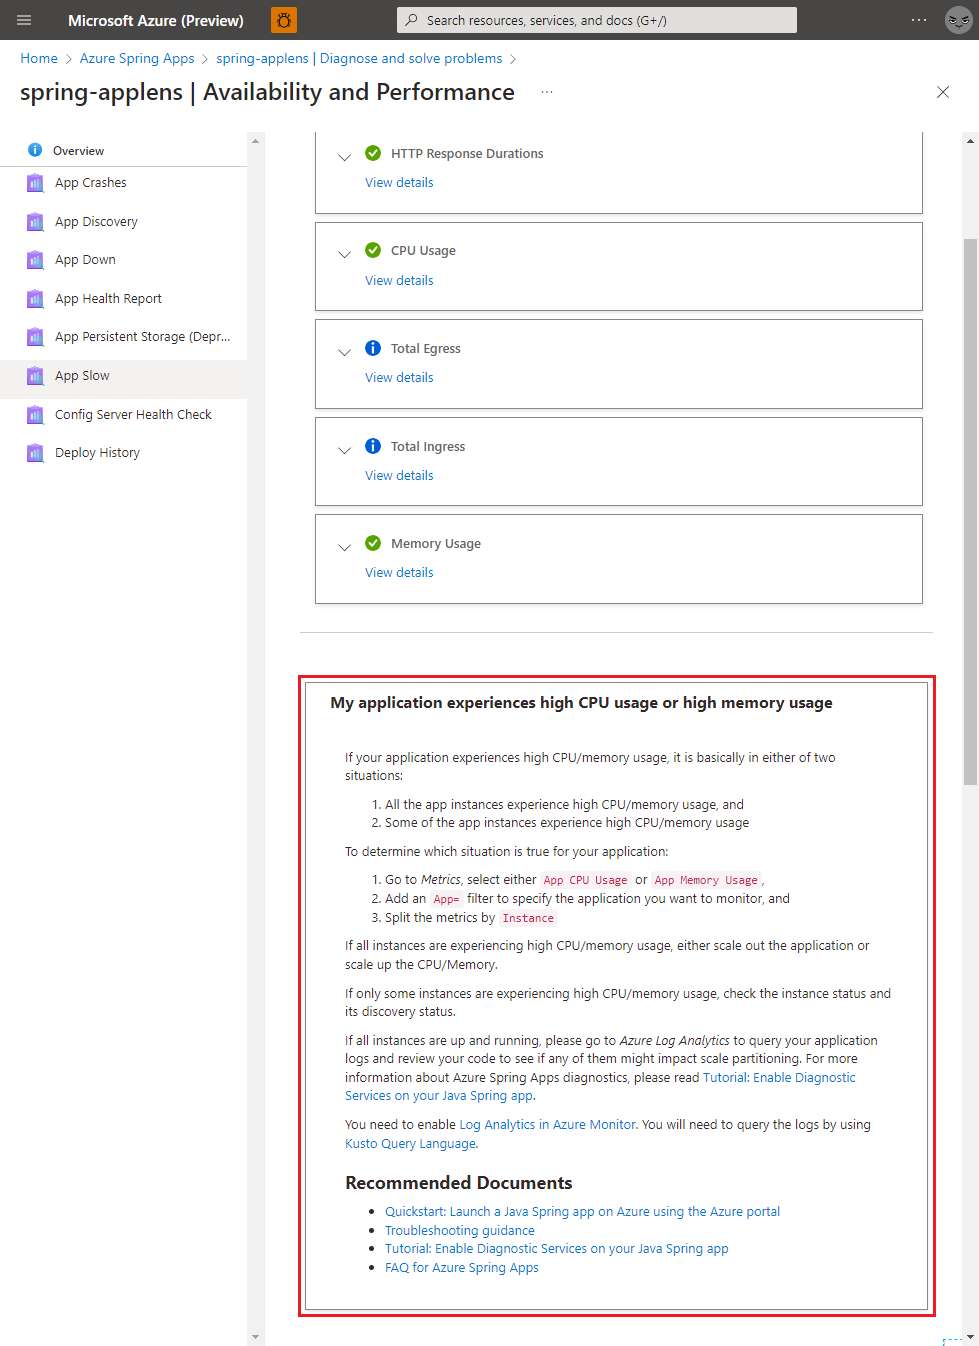 Microsoft Azure (Preview)
Search resources, services, and docs (G+/)
Home > Azure Spring Apps > spring-applens | Diagnose and solve problems >
spring-applens | Availability and Performance ...
Overview
App Crashes
App Discovery
App Down
App Health Report
App Persistent Storage (Depr...
App Slow
Config Server Health Check
Deploy History
HTTP Response Durations
View details
CPU Usage
View details
Total Egress
View details
Total Ingress
View details
Memory Usage
View details
My application experiences high CPU usage or high memory usage
If your application experiences high CPU/memory usage, it is basically in either of two
situations:
1. All the app instances experience high CPU/memory usage, and
2. Some of the app instances experience high CPU/memory usage
To determine which situation is true for your application:
1. Go to Metrics, select either App CPU Usage or App Memory Usage ,
2. Add an App= filter to specify the application you want to monitor, and
3. Split the metrics by Instance
If all instances are experiencing high CPU/memory usage, either scale out the application or
scale up the CPU/Memory.
If only some instances are experiencing high CPU/memory usage, check the instance status and
its discovery status.
If all instances are up and running, please go to Azure Log Analytics to query your application
logs and review your code to see if any of them might impact scale partitioning. For more
information about Azure Spring Apps diagnostics, please read Tutorial: Enable Diagnostic
Services on your Java Spring app.
You need to enable Log Analytics in Azure Monitor. You will need to query the logs by using
Kusto Query Language.
Recommended Documents
• Quickstart: Launch a Java Spring app on Azure using the Azure portal
• Troubleshooting guidance
• Tutorial: Enable Diagnostic Services on your Java Spring app
• FAQ for Azure Spring Apps